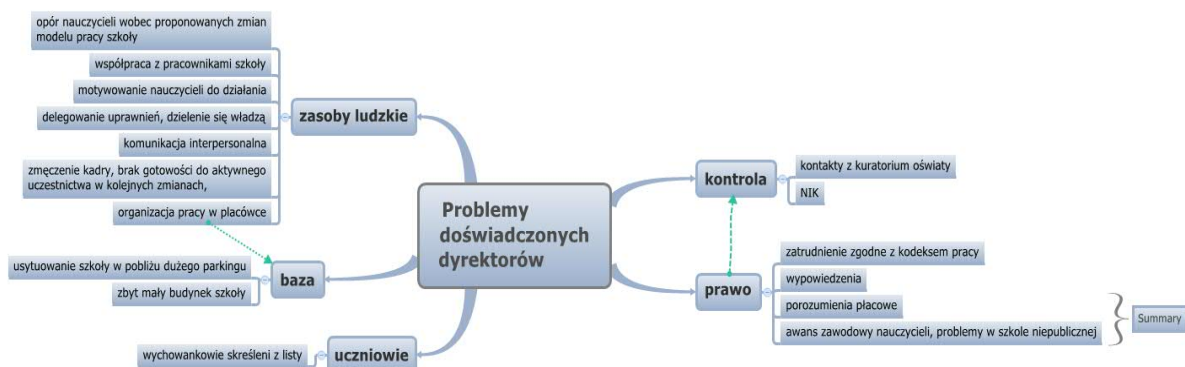 opór nauczycieli wobec proponowanych zmian
modelu pracy szkoły
współpraca z pracownikami szkoły
motywowanie nauczycieli do działania
delegowanie uprawnień, dzielenie się władzą
komunikacja interpersonalna
zmęczenie kadry, brak gotowości do aktywnego
uczestnictwa w kolejnych zmianach,
organizacja pracy w placówce
zasoby ludzkie
usytuowanie szkoły w pobliżu dużego parkingu
zbyt mały budynek szkoły
baza
wychowankowie skreśleni z listy
uczniowie
Problemy
doświadczonych
dyrektorów
kontrola
kontakty z kuratorium oświaty
NIK
prawo
zatrudnienie zgodne z kodeksem pracy
wypowiedzenia
porozumienia płacowe
awans zawodowy nauczycieli, problemy w szkole niepublicznej
Summary